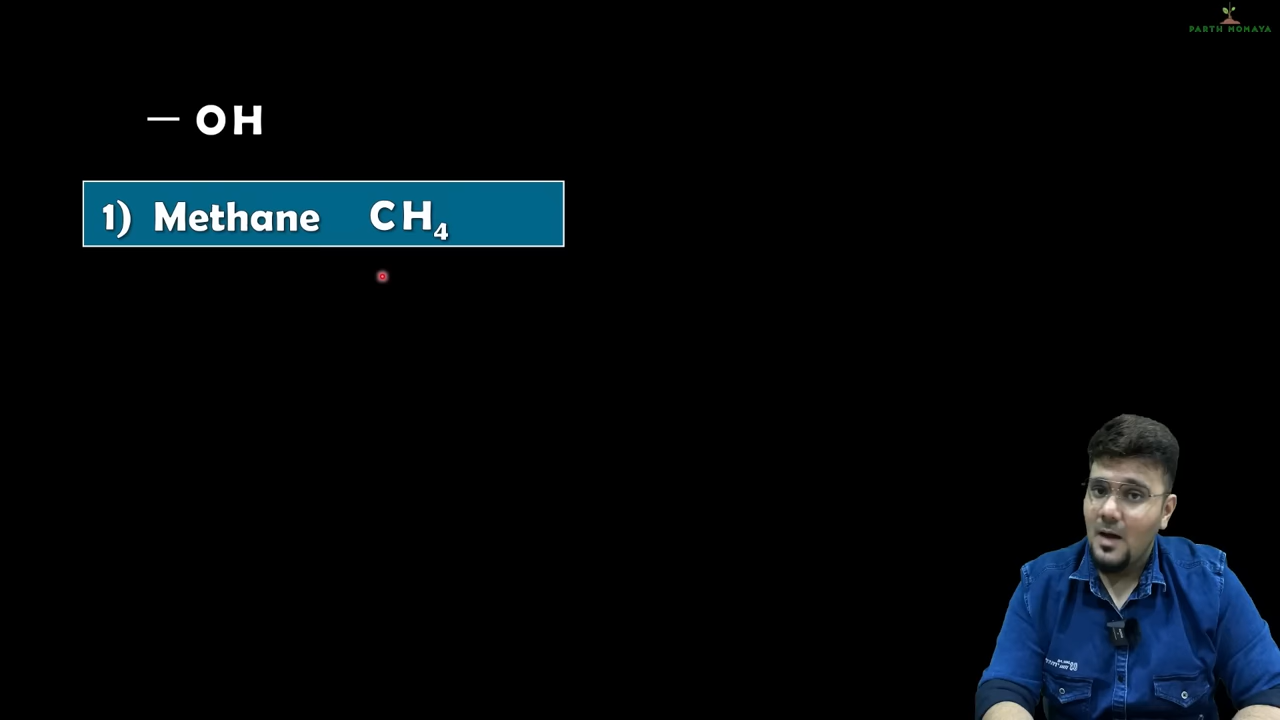 PARTH MOMAYA
— OH
1) Methane CH₄